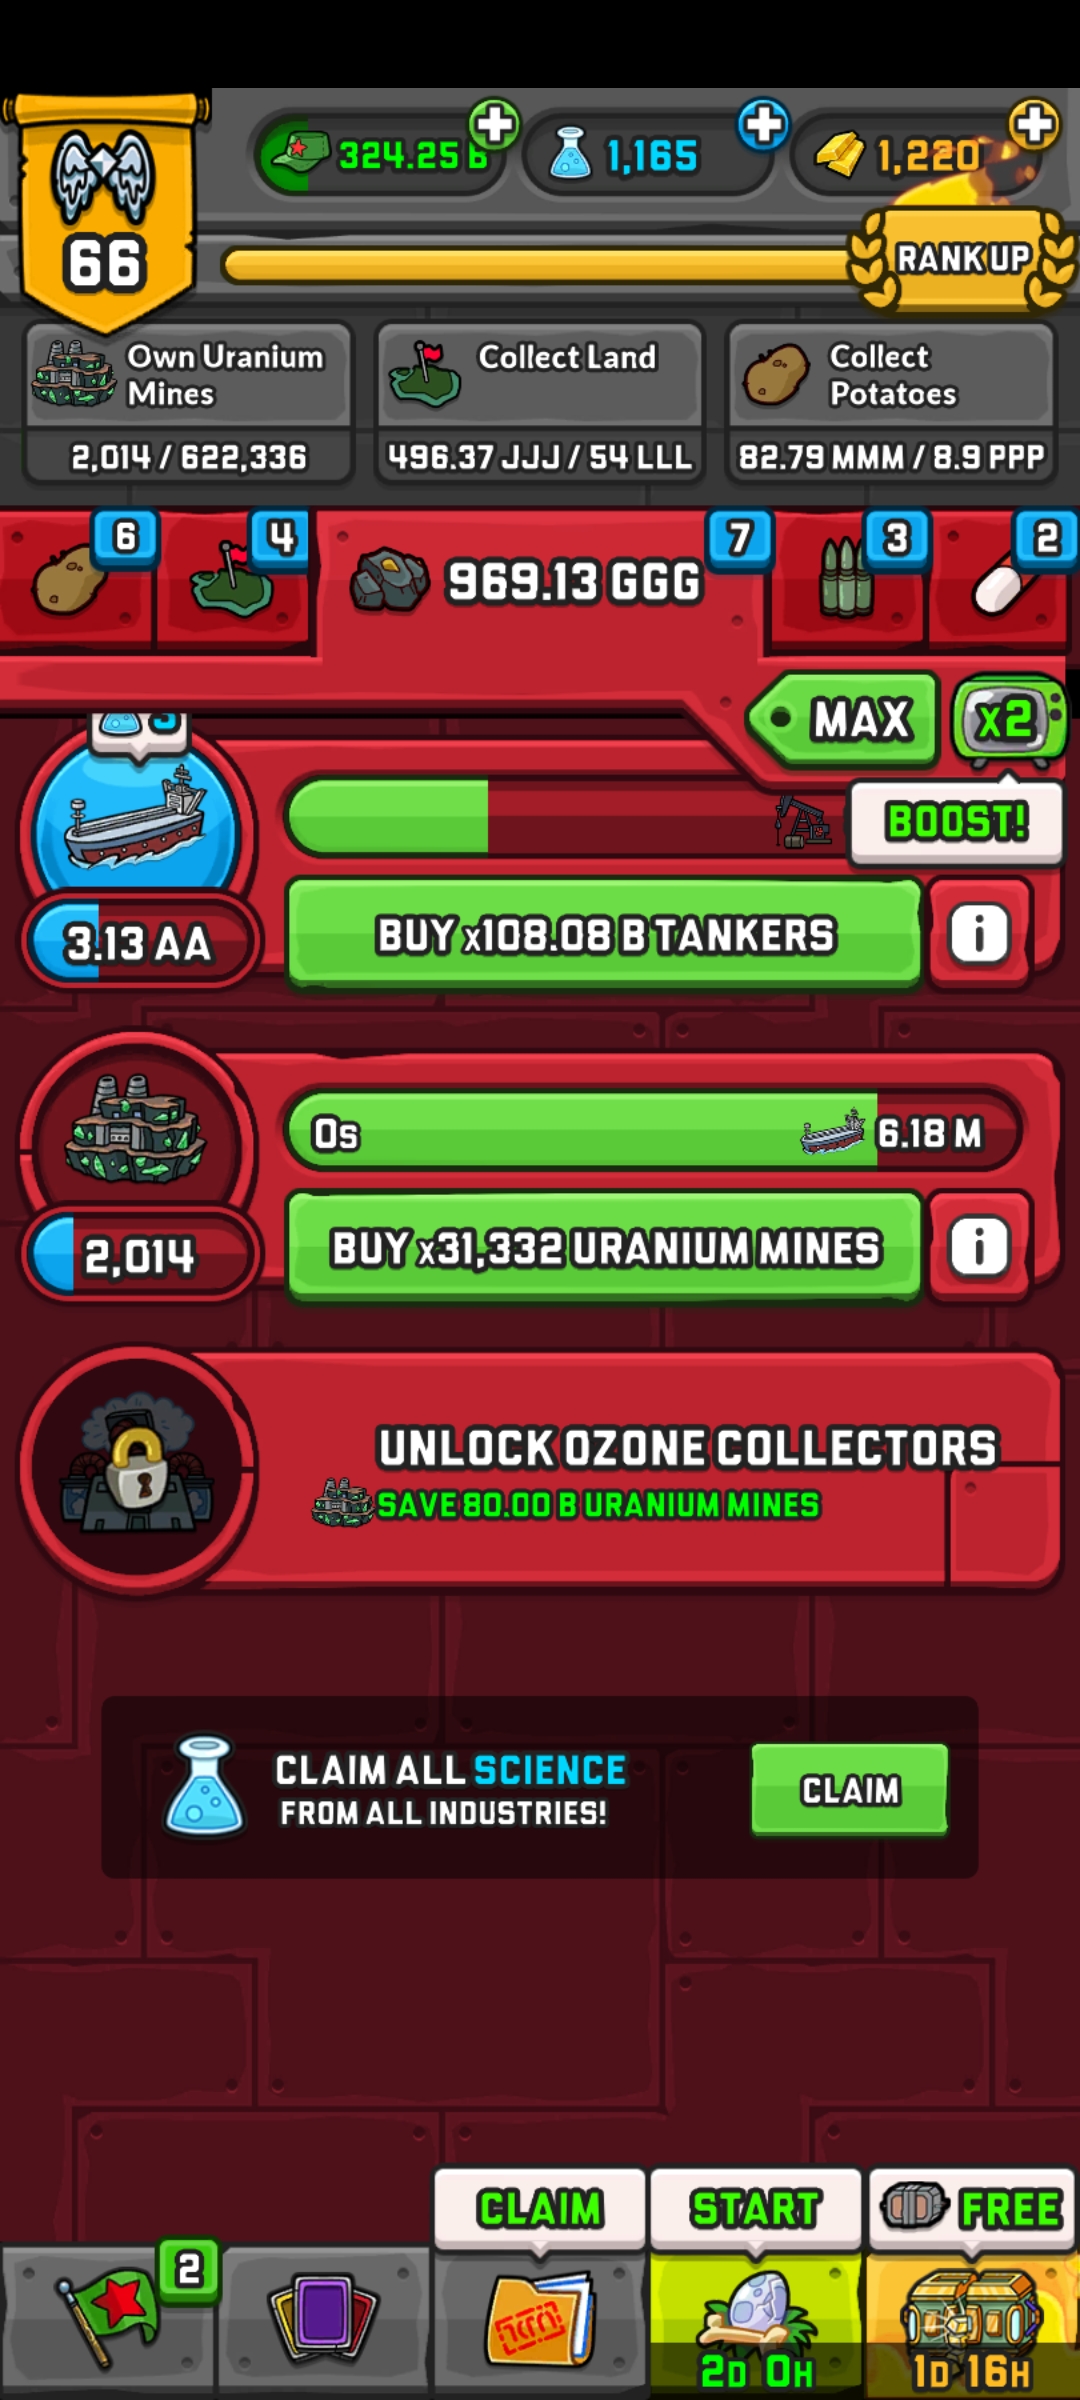 324.25 B
1,165
1,220
66
RANK UP
Own Uranium
Mines
2,014 / 622,336
Collect Land
496.37 JJJ / 54 LLL
Collect
Potatoes
82.79 MMM / 8.9 PPP
6
4
969.13 GGG
7
3
2
MAX
x2
3
BOOST!
3.13 AA
BUY x108.08 B TANKERS
i
0s
6.18 M
2,014
BUY x31,332 URANIUM MINES
i
UNLOCK OZONE COLLECTORS
SAVE 80.00 B URANIUM MINES
CLAIM ALL SCIENCE
FROM ALL INDUSTRIES!
CLAIM
CLAIM
START
FREE
2
2D 0H
1D 16H